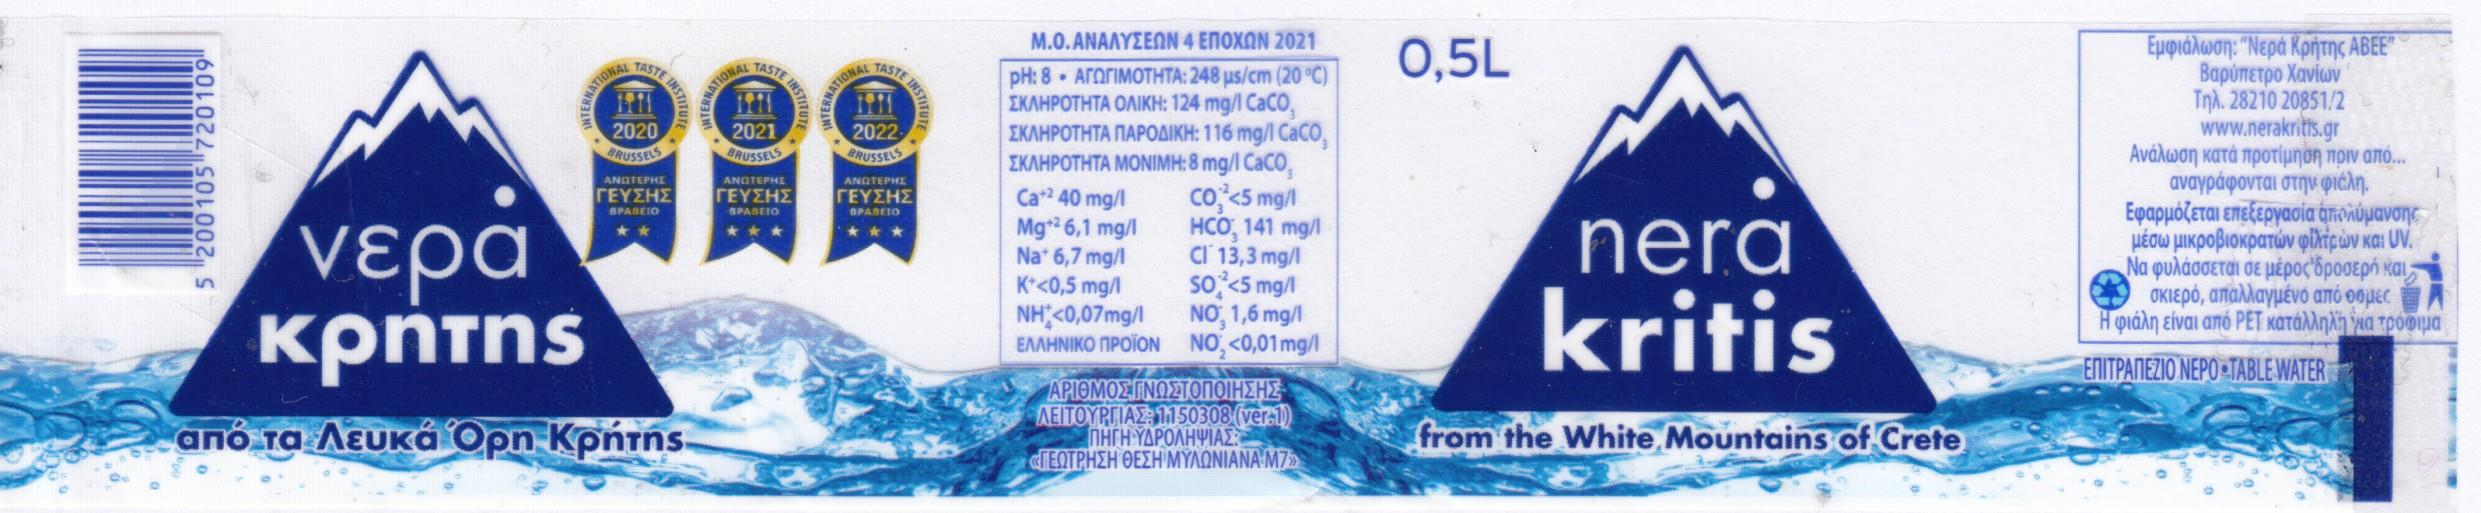 5 200105 720109
νερά
κρητης
από τα Λευκά Όρη Κρήτης
INTERNATIONAL TASTE INSTITUTE
2020
BRUSSELS
ΑΝΩΤΕΡΗΣ
ΓΕΥΣΗΣ
ΒΡΑΒΕΙΟ
INTERNATIONAL TASTE INSTITUTE
2021
BRUSSELS
ΑΝΩΤΕΡΗΣ
ΓΕΥΣΗΣ
ΒΡΑΒΕΙΟ
INTERNATIONAL TASTE INSTITUTE
2022
BRUSSELS
ΑΝΩΤΕΡΗΣ
ΓΕΥΣΗΣ
ΒΡΑΒΕΙΟ
Μ.Ο. ΑΝΑΛΥΣΕΩΝ 4 ΕΠΟΧΩΝ 2021
pH: 8 • ΑΓΩΓΙΜΟΤΗΤΑ: 248 μs/cm (20 °C)
ΣΚΛΗΡΟΤΗΤΑ ΟΛΙΚΗ: 124 mg/l CaCO₃
ΣΚΛΗΡΟΤΗΤΑ ΠΑΡΟΔΙΚΗ: 116 mg/l CaCO₃
ΣΚΛΗΡΟΤΗΤΑ ΜΟΝΙΜΗ: 8 mg/l CaCO₃
Ca⁺² 40 mg/l CO₃⁻²<5 mg/l
Mg⁺² 6,1 mg/l HCO₃⁻ 141 mg/l
Na⁺ 6,7 mg/l Cl⁻ 13,3 mg/l
K⁺<0,5 mg/l SO₄⁻²<5 mg/l
NH₄⁺<0,07mg/l NO₃⁻ 1,6 mg/l
ΕΛΛΗΝΙΚΟ ΠΡΟΪΟΝ NO₂⁻<0,01mg/l
ΑΡΙΘΜΟΣ ΓΝΩΣΤΟΠΟΙΗΣΗΣ
ΛΕΙΤΟΥΡΓΙΑΣ: 1150308 (ver.1)
ΠΗΓΗ ΥΔΡΟΛΗΨΙΑΣ:
«ΓΕΩΤΡΗΣΗ ΘΕΣΗ ΜΥΛΩΝΙΑΝΑ Μ7»
0,5L
nerá
kritis
from the White Mountains of Crete
Εμφιάλωση: "Νερά Κρήτης ΑΒΕΕ"
Βαρύπετρο Χανίων
Τηλ. 28210 20851/2
www.nerakritis.gr
Ανάλωση κατά προτίμηση πριν από...
αναγράφονται στην φιάλη.
Εφαρμόζεται επεξεργασία απολύμανσης
μέσω μικροβιοκρατών φίλτρων και UV.
Να φυλάσσεται σε μέρος δροσερό και
σκιερό, απαλλαγμένο από οσμές
Η φιάλη είναι από PET κατάλληλη για τρόφιμα
ΕΠΙΤΡΑΠΕΖΙΟ ΝΕΡΟ • TABLE WATER